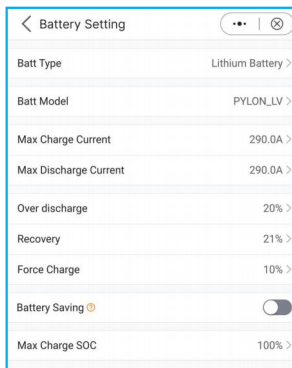 Battery Setting
Batt Type Lithium Battery
Batt Model PYLON_LV
Max Charge Current 290.0A
Max Discharge Current 290.0A
Over discharge 20%
Recovery 21%
Force Charge 10%
Battery Saving ?
Max Charge SOC 100%